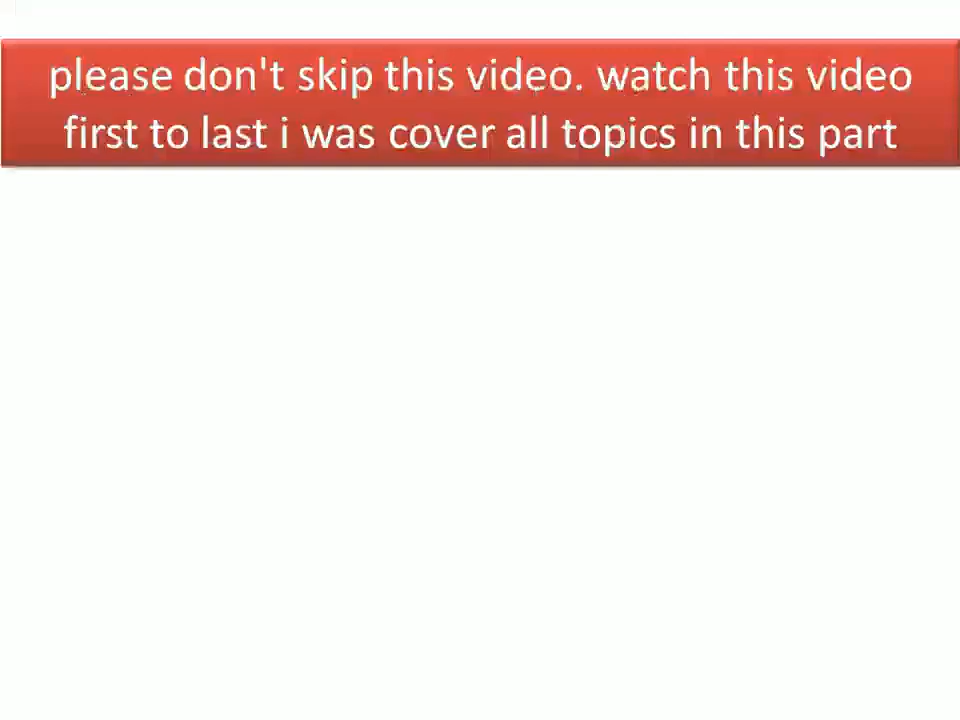 please don't skip this video. watch this video
first to last i was cover all topics in this part